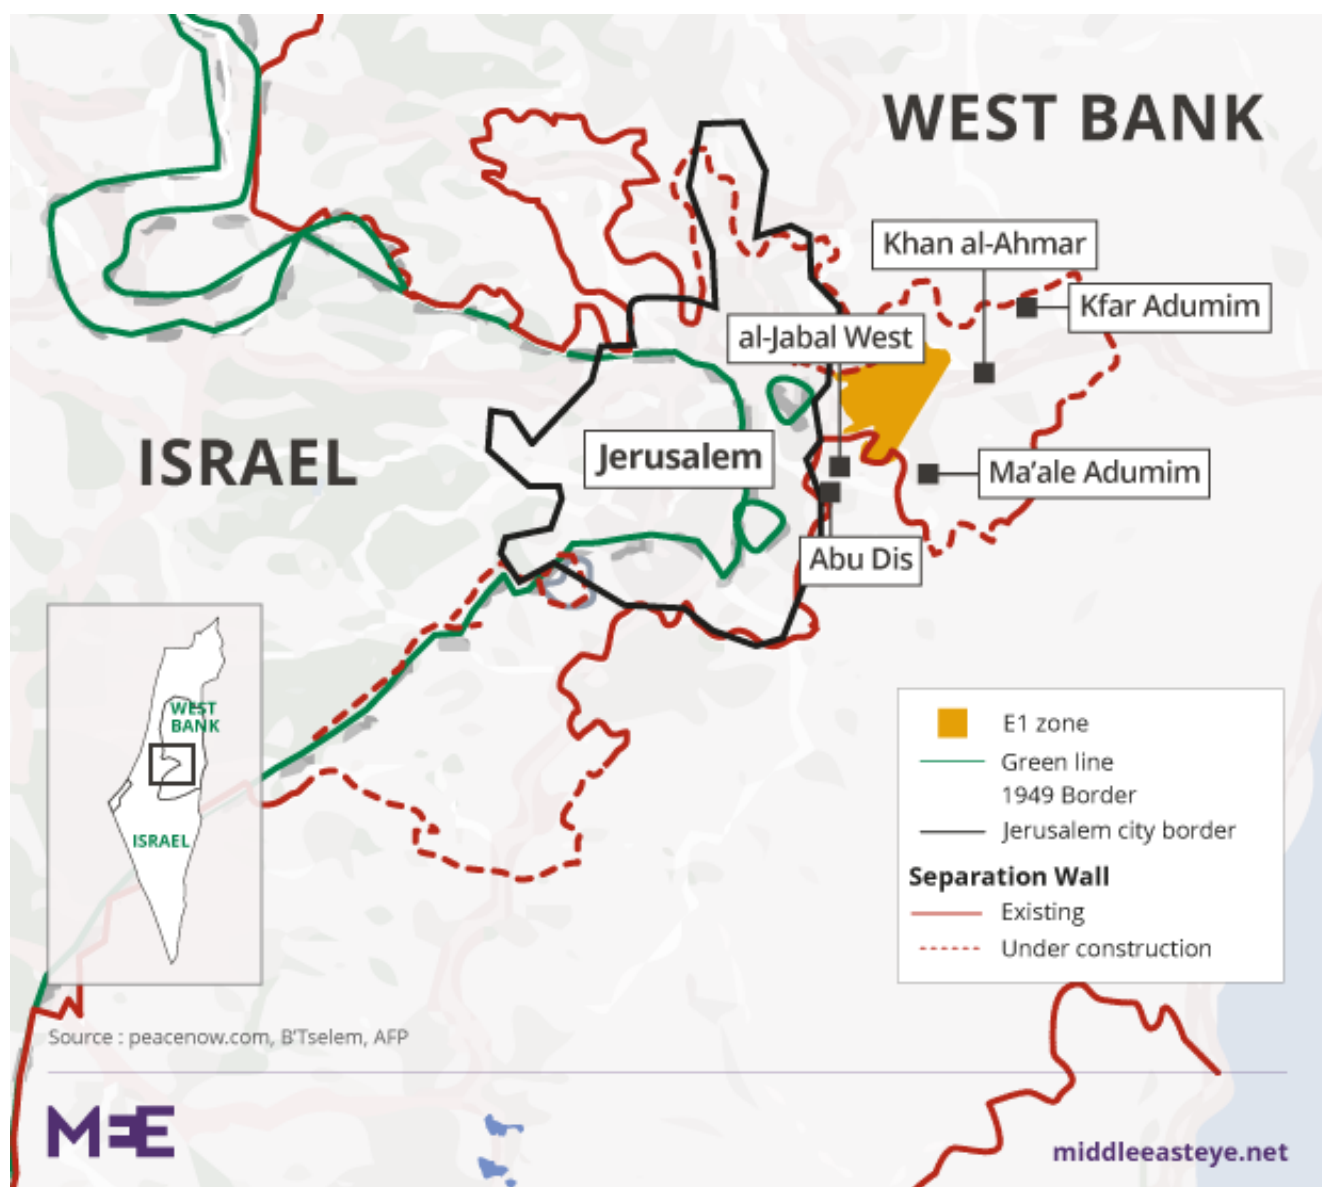 WEST BANK
Khan al-Ahmar
Kfar Adumim
al-Jabal West
ISRAEL
Jerusalem
Ma’ale Adumim
Abu Dis
WEST
BANK
ISRAEL
E1 zone
Green line
1949 Border
Jerusalem city border
Separation Wall
Existing
Under construction
Source : peacenow.com, B'Tselem, AFP
MEE
middleeasteye.net